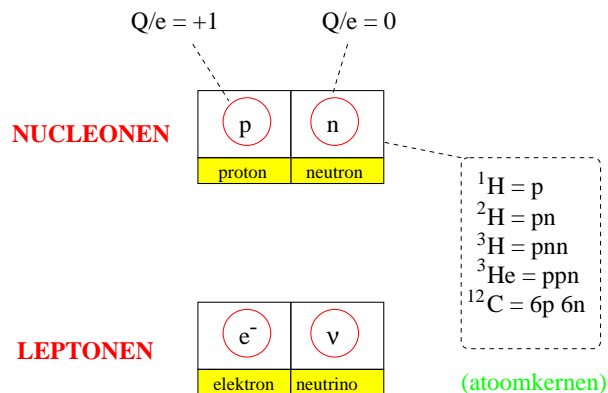 Q/e = +1 Q/e = 0
NUCLEONEN p n
proton neutron
¹H = p
²H = pn
³H = pnn
³He = ppn
¹²C = 6p 6n
LEPTONEN e⁻ ν
elektron neutrino
(atoomkernen)